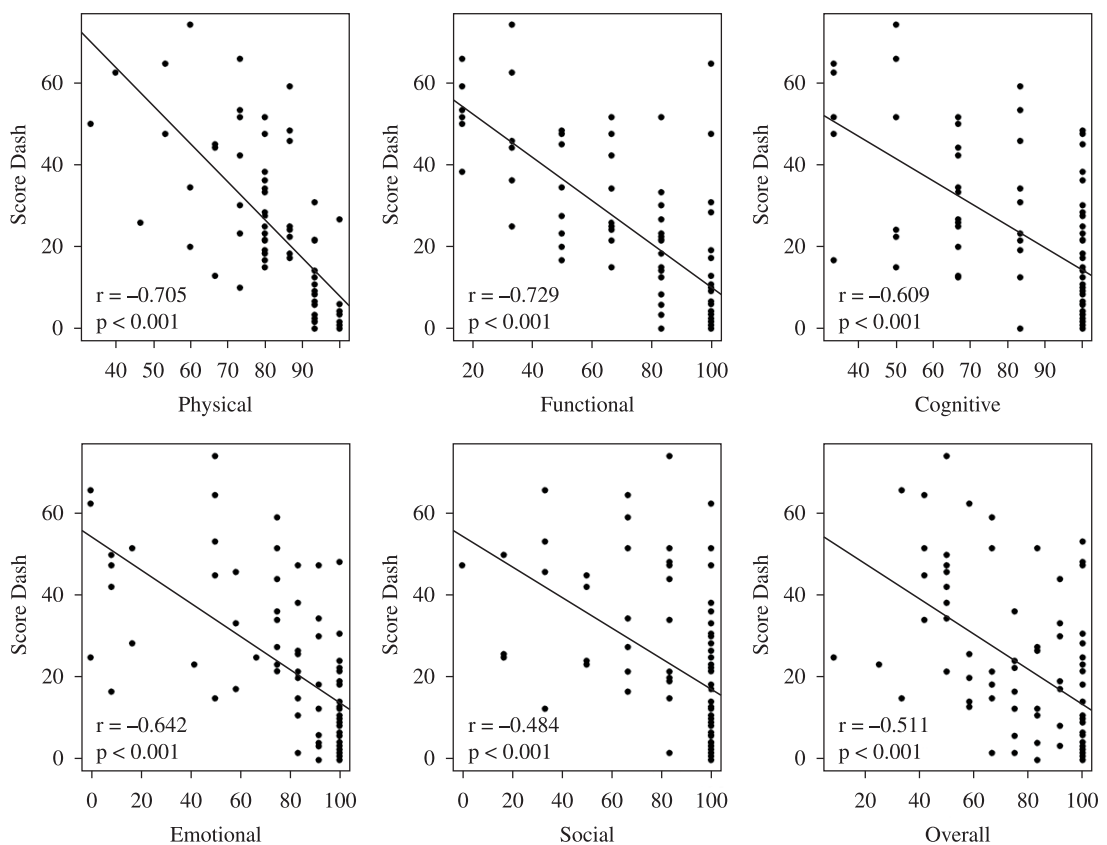 60
40
20
0
Score Dash
r = –0.705
p < 0.001
40 50 60 70 80 90
Physical
60
40
20
0
Score Dash
r = –0.729
p < 0.001
20 40 60 80 100
Functional
60
40
20
0
Score Dash
r = –0.609
p < 0.001
40 50 60 70 80 90
Cognitive
60
40
20
0
Score Dash
r = –0.642
p < 0.001
0 20 40 60 80 100
Emotional
60
40
20
0
Score Dash
r = –0.484
p < 0.001
0 20 40 60 80 100
Social
60
40
20
0
Score Dash
r = –0.511
p < 0.001
20 40 60 80 100
Overall